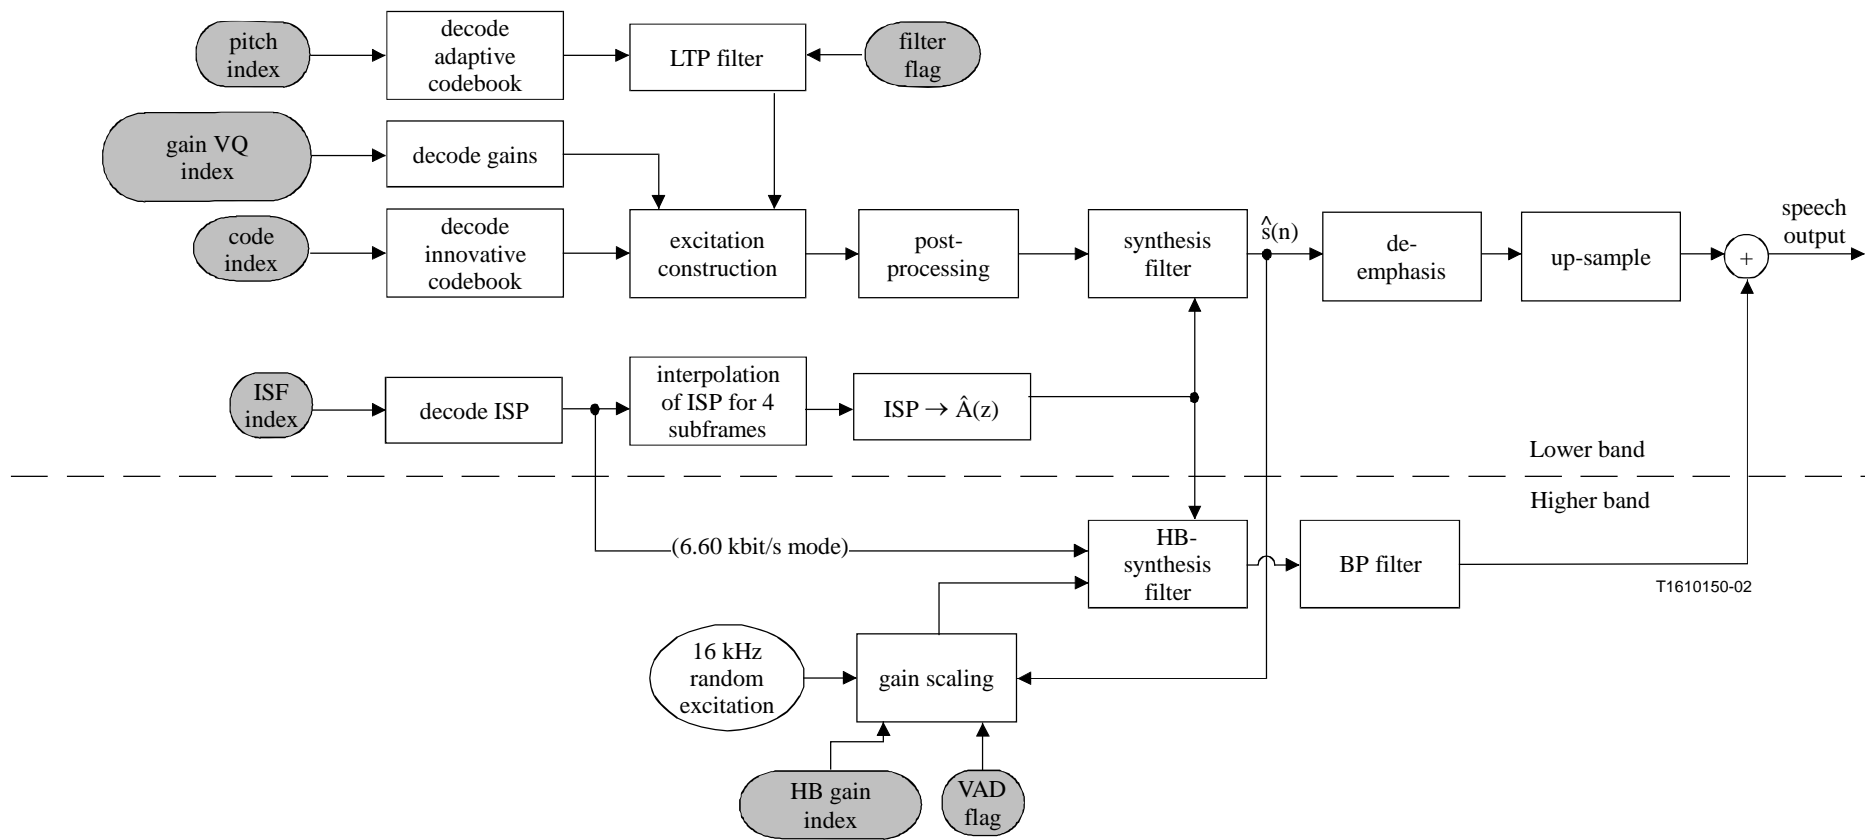 pitch
index
decode
adaptive
codebook
LTP filter
filter
flag
gain VQ
index
decode gains
code
index
decode
innovative
codebook
excitation
construction
post-
processing
synthesis
filter
ŝ(n)
de-
emphasis
up-sample
+
speech
output
ISF
index
decode ISP
interpolation
of ISP for 4
subframes
ISP → Â(z)
Lower band
Higher band
(6.60 kbit/s mode)
HB-
synthesis
filter
BP filter
T1610150-02
16 kHz
random
excitation
gain scaling
HB gain
index
VAD
flag